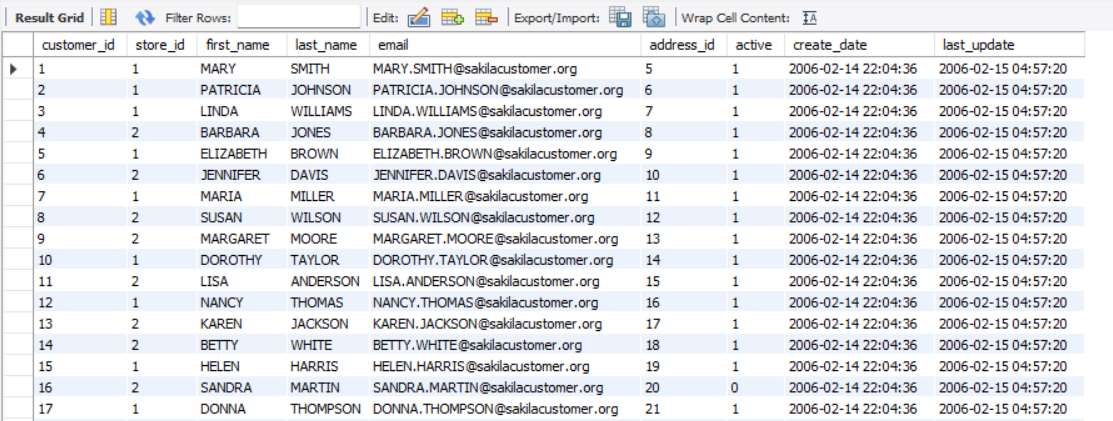 Result Grid Filter Rows: Edit: Export/Import: Wrap Cell Content: IA
customer_id store_id first_name last_name email address_id active create_date last_update
1 1 MARY SMITH MARY.SMITH@sakilacustomer.org 5 1 2006-02-14 22:04:36 2006-02-15 04:57:20
2 1 PATRICIA JOHNSON PATRICIA.JOHNSON@sakilacustomer.org 6 1 2006-02-14 22:04:36 2006-02-15 04:57:20
3 1 LINDA WILLIAMS LINDA.WILLIAMS@sakilacustomer.org 7 1 2006-02-14 22:04:36 2006-02-15 04:57:20
4 2 BARBARA JONES BARBARA.JONES@sakilacustomer.org 8 1 2006-02-14 22:04:36 2006-02-15 04:57:20
5 1 ELIZABETH BROWN ELIZABETH.BROWN@sakilacustomer.org 9 1 2006-02-14 22:04:36 2006-02-15 04:57:20
6 2 JENNIFER DAVIS JENNIFER.DAVIS@sakilacustomer.org 10 1 2006-02-14 22:04:36 2006-02-15 04:57:20
7 1 MARIA MILLER MARIA.MILLER@sakilacustomer.org 11 1 2006-02-14 22:04:36 2006-02-15 04:57:20
8 2 SUSAN WILSON SUSAN.WILSON@sakilacustomer.org 12 1 2006-02-14 22:04:36 2006-02-15 04:57:20
9 2 MARGARET MOORE MARGARET.MOORE@sakilacustomer.org 13 1 2006-02-14 22:04:36 2006-02-15 04:57:20
10 1 DOROTHY TAYLOR DOROTHY.TAYLOR@sakilacustomer.org 14 1 2006-02-14 22:04:36 2006-02-15 04:57:20
11 2 LISA ANDERSON LISA.ANDERSON@sakilacustomer.org 15 1 2006-02-14 22:04:36 2006-02-15 04:57:20
12 1 NANCY THOMAS NANCY.THOMAS@sakilacustomer.org 16 1 2006-02-14 22:04:36 2006-02-15 04:57:20
13 2 KAREN JACKSON KAREN.JACKSON@sakilacustomer.org 17 1 2006-02-14 22:04:36 2006-02-15 04:57:20
14 2 BETTY WHITE BETTY.WHITE@sakilacustomer.org 18 1 2006-02-14 22:04:36 2006-02-15 04:57:20
15 1 HELEN HARRIS HELEN.HARRIS@sakilacustomer.org 19 1 2006-02-14 22:04:36 2006-02-15 04:57:20
16 2 SANDRA MARTIN SANDRA.MARTIN@sakilacustomer.org 20 0 2006-02-14 22:04:36 2006-02-15 04:57:20
17 1 DONNA THOMPSON DONNA.THOMPSON@sakilacustomer.org 21 1 2006-02-14 22:04:36 2006-02-15 04:57:20